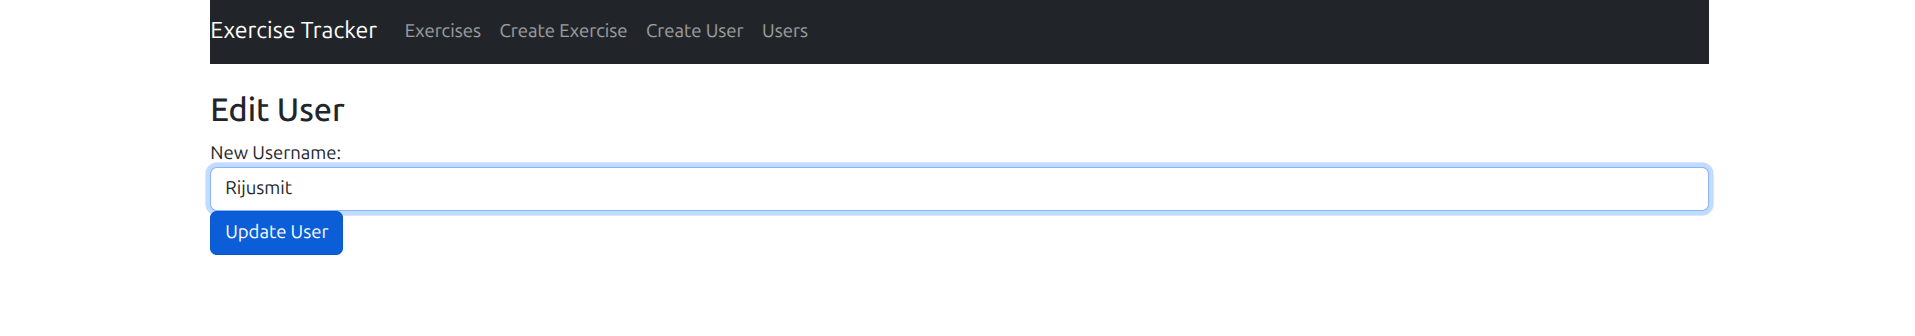 Exercise Tracker Exercises Create Exercise Create User Users
Edit User
New Username:
Rijusmit
Update User